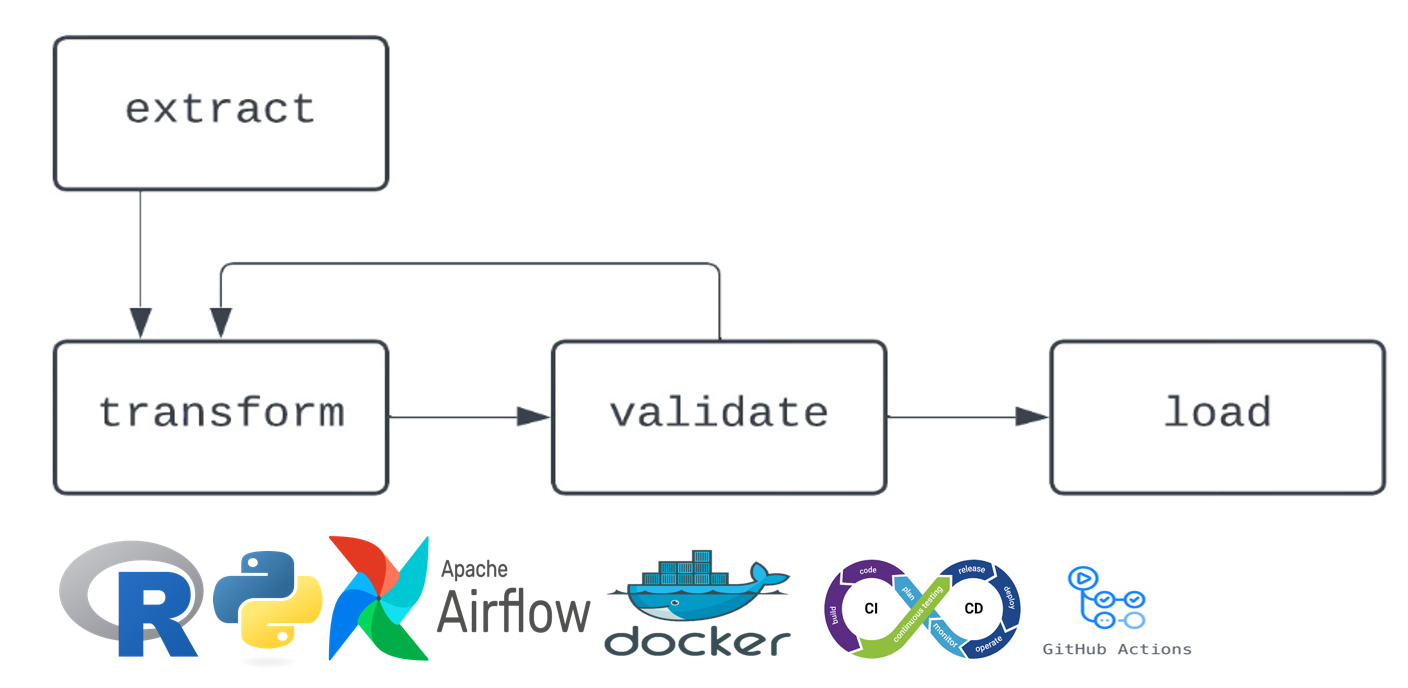 extract
transform
validate
load
R
Apache
Airflow
docker
code
build
CI
plan
continuous testing
monitor
CD
release
deploy
operate
GitHub Actions